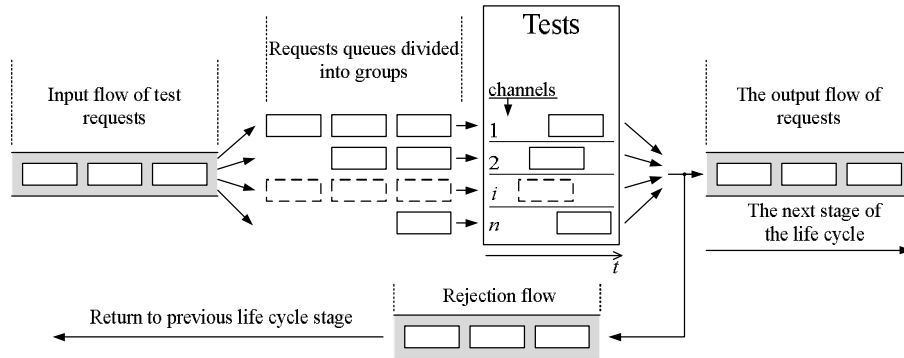 Tests
Requests queues divided
into groups
Input flow of test
requests
channels
The output flow of
requests
1
2
i
n
t
The next stage of
the life cycle
Rejection flow
Return to previous life cycle stage